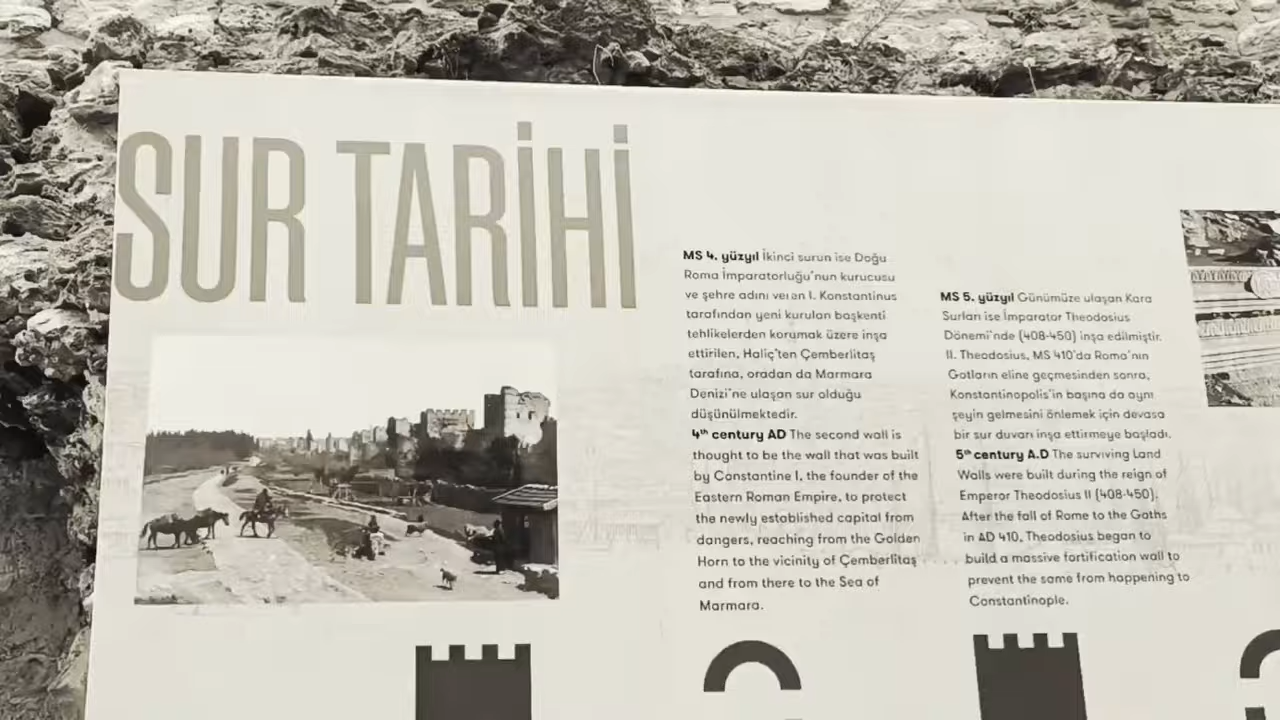 SUR TARİHİ
MS 4. yüzyıl İkinci surun ise Doğu
Roma İmparatorluğu'nun kurucusu
ve şehre adını veren I. Konstantinus
tarafından yeni kurulan başkenti
tehlikelerden korumak üzere inşa
ettirilen, Haliç'ten Çemberlitaş
tarafına, oradan da Marmara
Denizi'ne ulaşan sur olduğu
düşünülmektedir.
4th century AD The second wall is
thought to be the wall that was built
by Constantine I, the founder of the
Eastern Roman Empire, to protect
the newly established capital from
dangers, reaching from the Golden
Horn to the vicinity of Çemberlitaş
and from there to the Sea of
Marmara.
MS 5. yüzyıl Günümüze ulaşan Kara
Surları ise İmparator Theodosius
Dönemi'nde (408-450) inşa edilmiştir.
II. Theodosius, MS 410'da Roma'nın
Gotların eline geçmesinden sonra,
Konstantinopolis'in başına da aynı
şeyin gelmesini önlemek için devasa
bir sur duvarı inşa ettirmeye başladı.
5th century A.D The surviving Land
Walls were built during the reign of
Emperor Theodosius II (408-450).
After the fall of Rome to the Goths
in AD 410, Theodosius began to
build a massive fortification wall to
prevent the same from happening to
Constantinople.